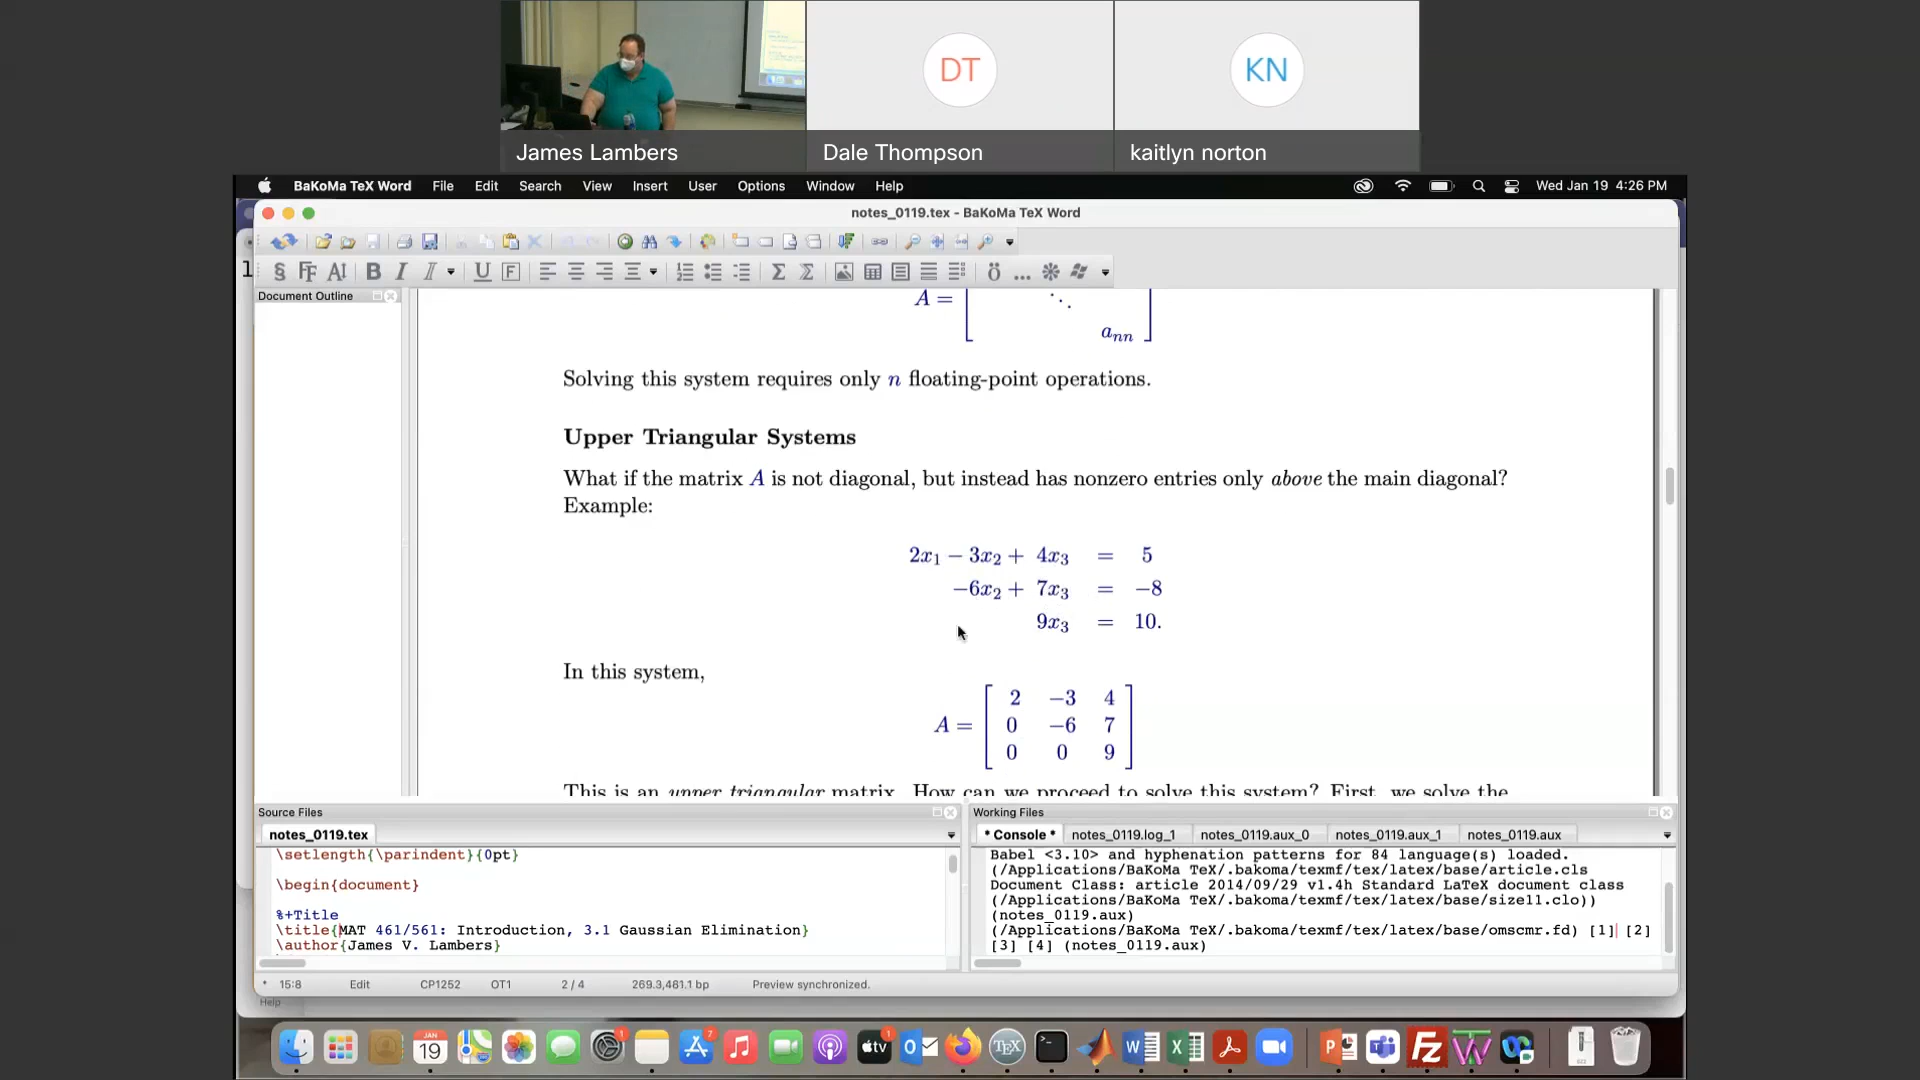 DT
KN
James Lambers
Dale Thompson
kaitlyn norton
BaKoMa TeX Word File Edit Search View Insert User Options Window Help Wed Jan 19 4:26 PM
notes_0119.tex - BaKoMa TeX Word
Document Outline
A =
⋱
a_nn
Solving this system requires only n floating-point operations.
Upper Triangular Systems
What if the matrix A is not diagonal, but instead has nonzero entries only above the main diagonal?
Example:
2x₁ − 3x₂ + 4x₃ = 5
−6x₂ + 7x₃ = −8
9x₃ = 10.
In this system,
2 −3 4
A = 0 −6 7
0 0 9
This is an upper triangular matrix. How can we proceed to solve this system? First, we solve the
Source Files
notes_0119.tex
\setlength{\parindent}{0pt}
\begin{document}
%+Title
\title{MAT 461/561: Introduction, 3.1 Gaussian Elimination}
\author{James V. Lambers}
Working Files
* Console * notes_0119.log_1 notes_0119.aux_0 notes_0119.aux_1 notes_0119.aux
Babel <3.10> and hyphenation patterns for 84 language(s) loaded.
(/Applications/BaKoMa TeX/.bakoma/texmf/tex/latex/base/article.cls
Document Class: article 2014/09/29 v1.4h Standard LaTeX document class
(/Applications/BaKoMa TeX/.bakoma/texmf/tex/latex/base/size11.clo))
(notes_0119.aux)
(/Applications/BaKoMa TeX/.bakoma/texmf/tex/latex/base/omscmr.fd) [1] [2]
[3] [4] (notes_0119.aux)
* 15:8 Edit CP1252 OT1 2 / 4 269.3,461.1 bp Preview synchronized.
Help
JAN
19
tv
TEX